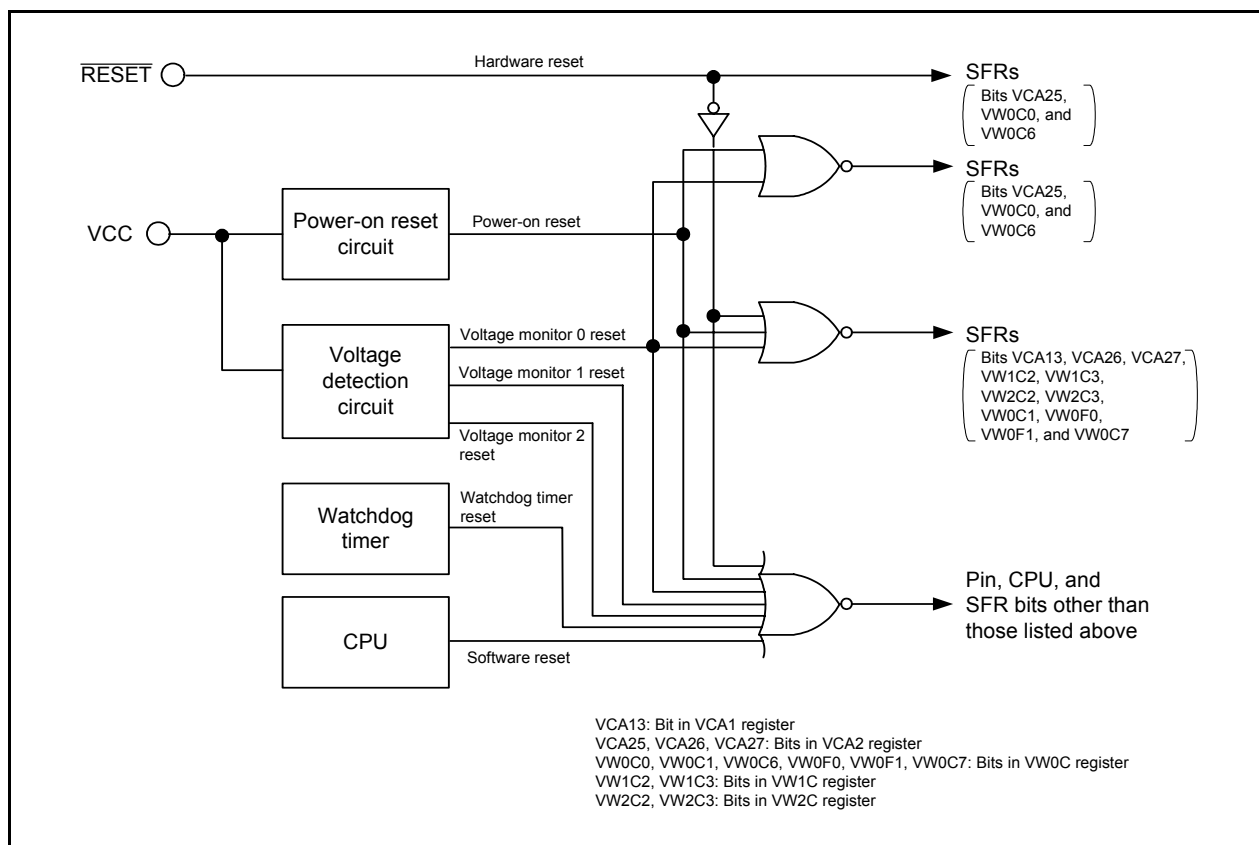 RESET
Hardware reset
SFRs
Bits VCA25,
VW0C0, and
VW0C6
SFRs
Bits VCA25,
VW0C0, and
VW0C6
VCC
Power-on reset
circuit
Power-on reset
Voltage
detection
circuit
Voltage monitor 0 reset
Voltage monitor 1 reset
Voltage monitor 2
reset
SFRs
Bits VCA13, VCA26, VCA27,
VW1C2, VW1C3,
VW2C2, VW2C3,
VW0C1, VW0F0,
VW0F1, and VW0C7
Watchdog
timer
Watchdog timer
reset
CPU
Software reset
Pin, CPU, and
SFR bits other than
those listed above
VCA13: Bit in VCA1 register
VCA25, VCA26, VCA27: Bits in VCA2 register
VW0C0, VW0C1, VW0C6, VW0F0, VW0F1, VW0C7: Bits in VW0C register
VW1C2, VW1C3: Bits in VW1C register
VW2C2, VW2C3: Bits in VW2C register